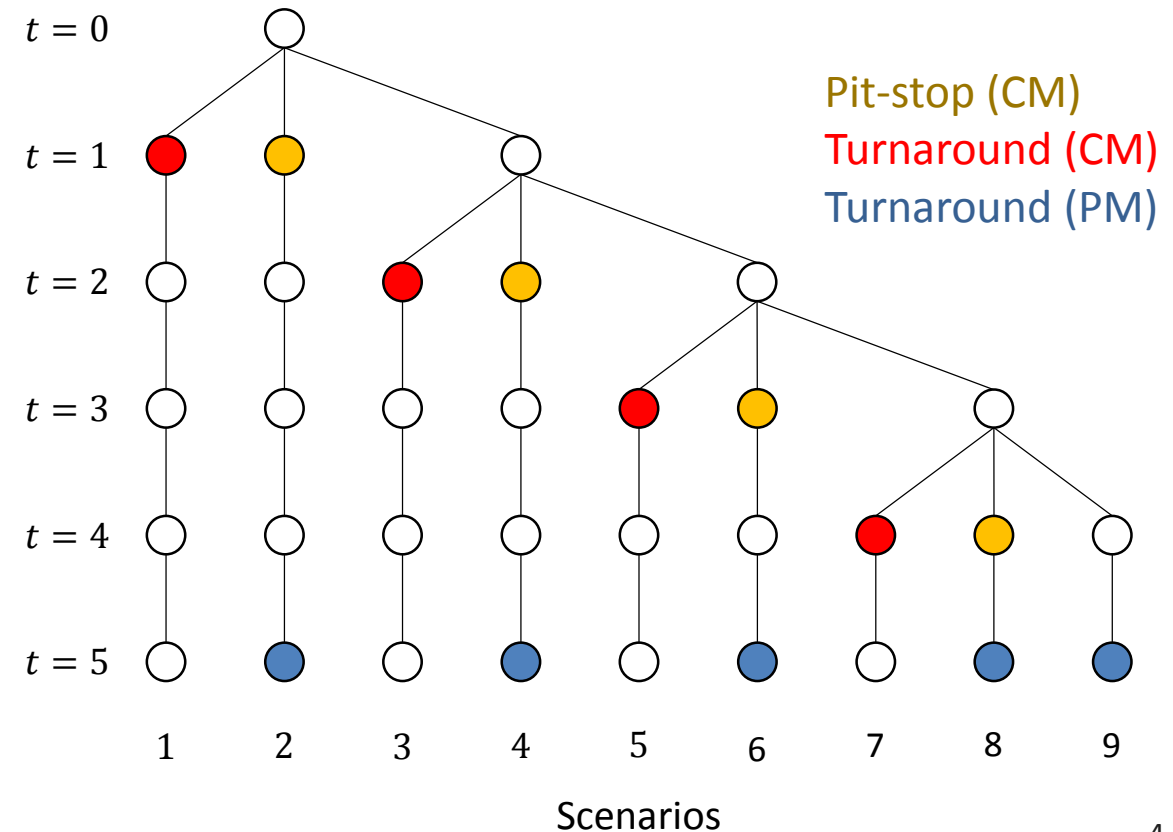 t = 0
Pit-stop (CM)
t = 1
Turnaround (CM)
Turnaround (PM)
t = 2
t = 3
t = 4
t = 5
1 2 3 4 5 6 7 8 9
Scenarios
4